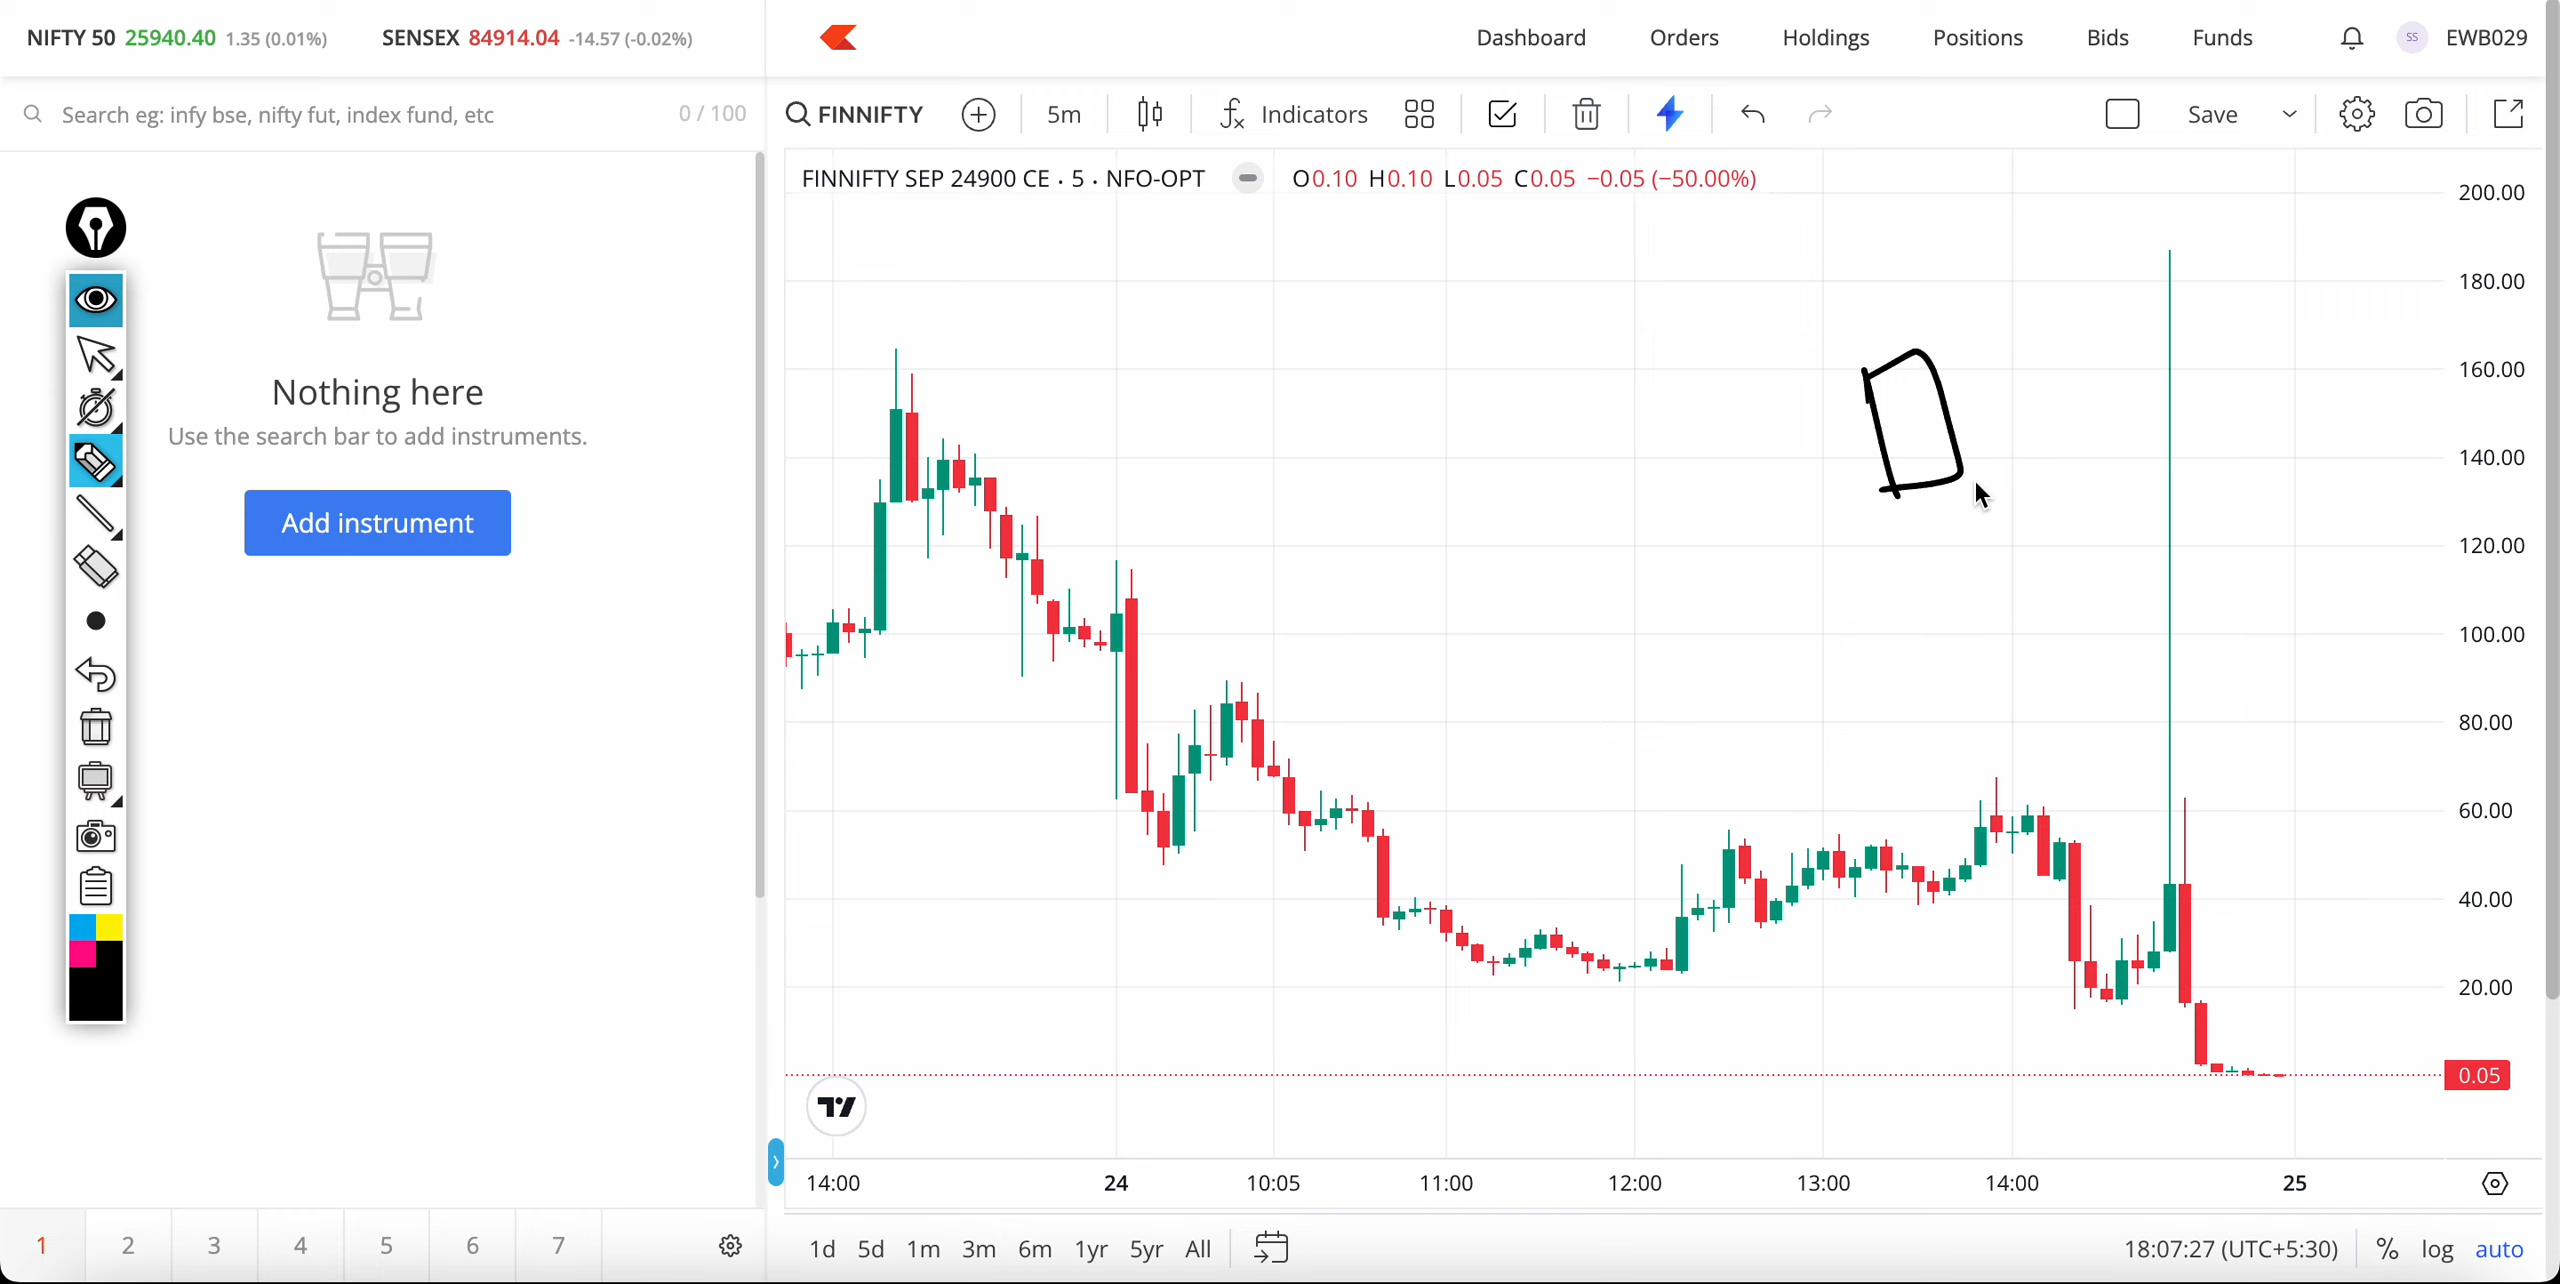 NIFTY 50 25940.40 1.35 (0.01%) SENSEX 84914.04 -14.57 (-0.02%)
Dashboard Orders Holdings Positions Bids Funds SS EWB029
Search eg: infy bse, nifty fut, index fund, etc 0 / 100
FINNIFTY 5m fx Indicators Save
FINNIFTY SEP 24900 CE · 5 · NFO-OPT O0.10 H0.10 L0.05 C0.05 −0.05 (−50.00%)
Nothing here
Use the search bar to add instruments.
Add instrument
200.00
180.00
160.00
140.00
120.00
100.00
80.00
60.00
40.00
20.00
0.05
14:00 24 10:05 11:00 12:00 13:00 14:00 25
1 2 3 4 5 6 7
1d 5d 1m 3m 6m 1yr 5yr All 18:07:27 (UTC+5:30) % log auto